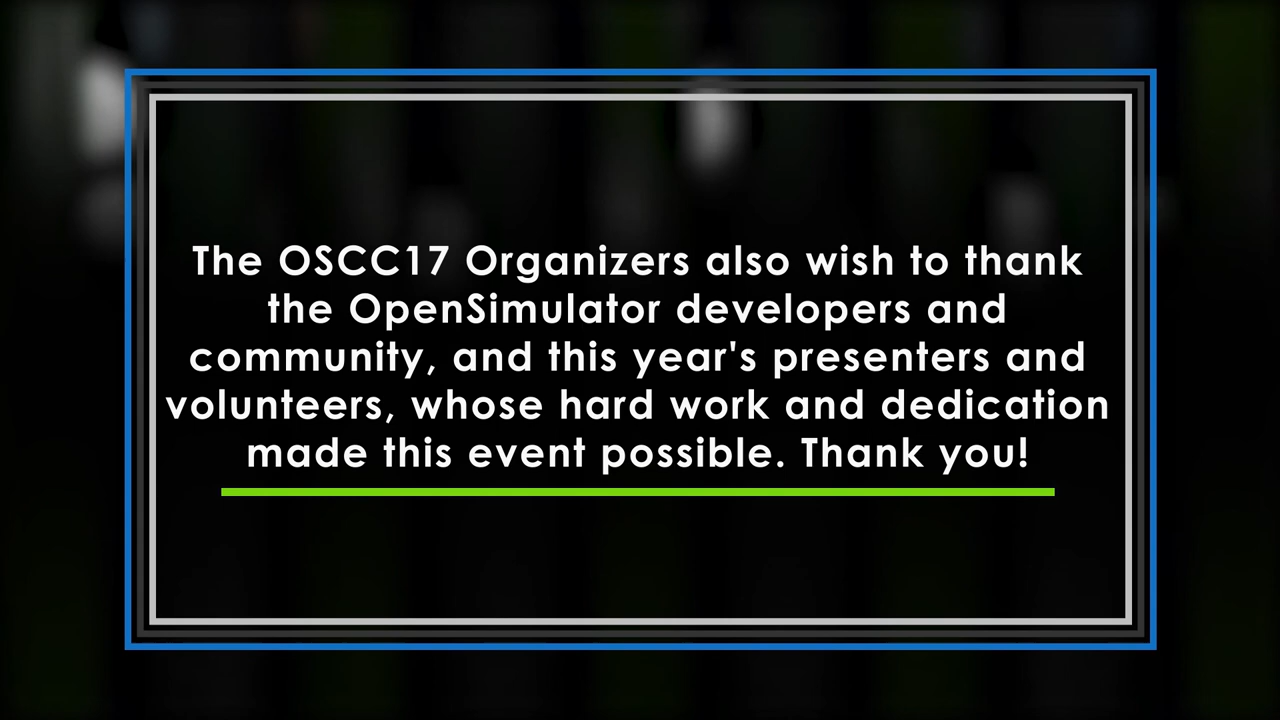 The OSCC17 Organizers also wish to thank
the OpenSimulator developers and
community, and this year's presenters and
volunteers, whose hard work and dedication
made this event possible. Thank you!